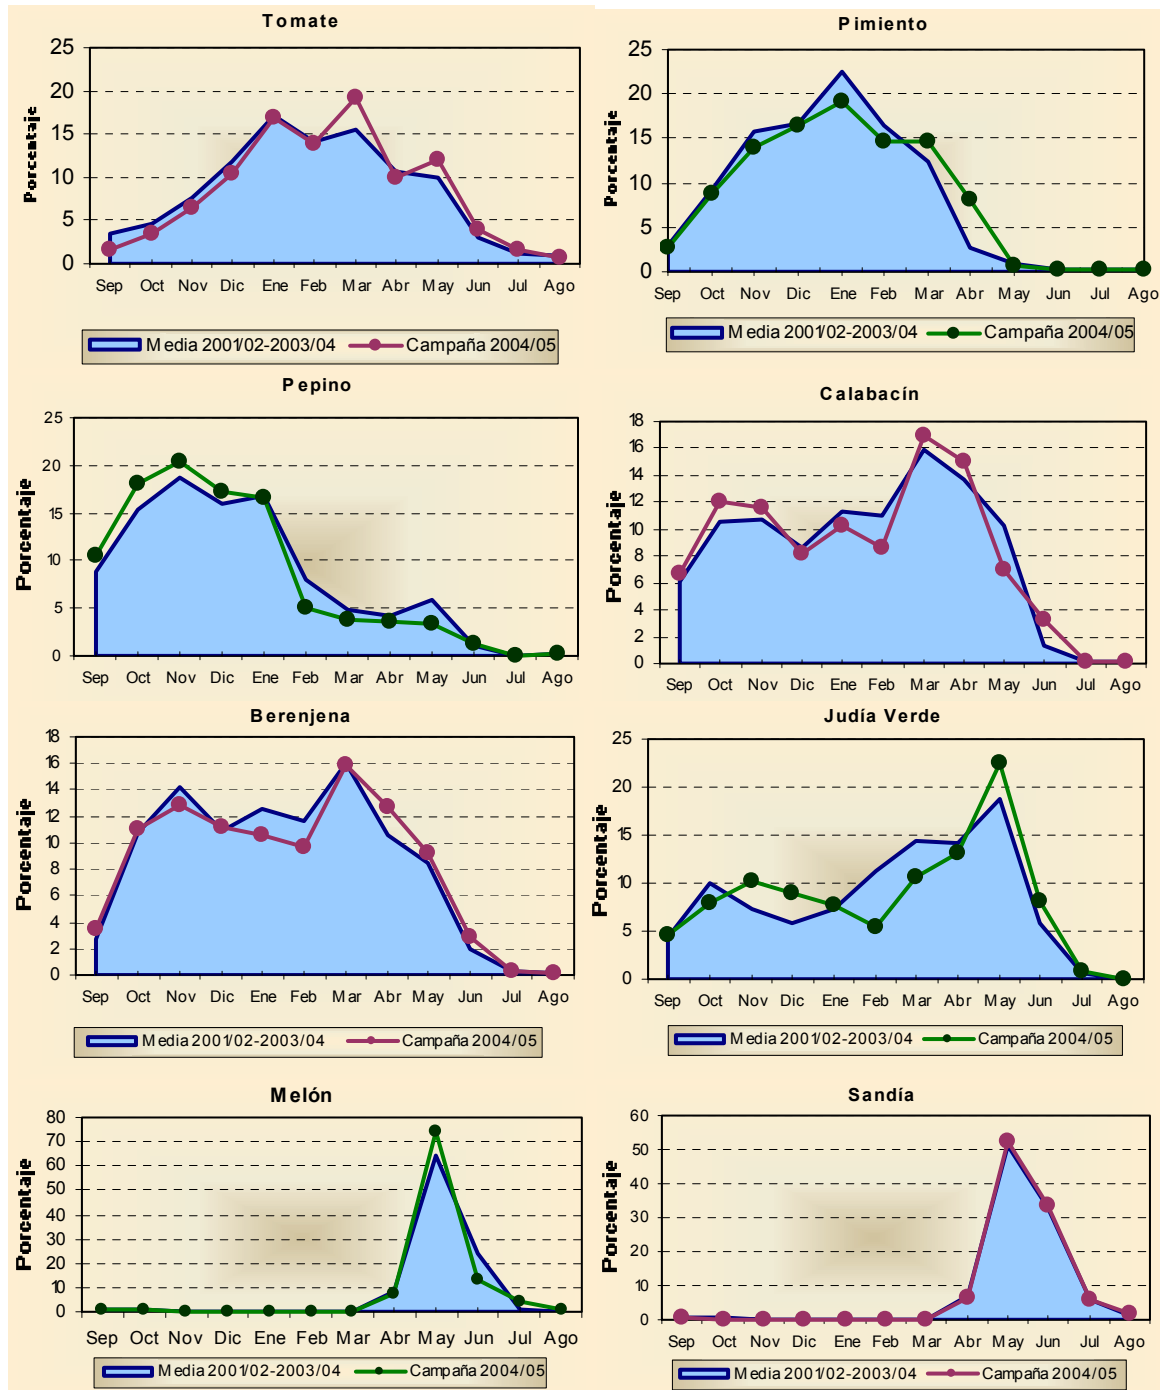 Tomate
25
20
15
10
5
0
Porcentaje
Sep Oct Nov Dic Ene Feb Mar Abr May Jun Jul Ago
Media 2001/02-2003/04 Campaña 2004/05
Pimiento
25
20
15
10
5
0
Porcentaje
Sep Oct Nov Dic Ene Feb Mar Abr May Jun Jul Ago
Media 2001/02-2003/04 Campaña 2004/05
Pepino
25
20
15
10
5
0
Porcentaje
Sep Oct Nov Dic Ene Feb Mar Abr May Jun Jul Ago
Calabacín
18
16
14
12
10
8
6
4
2
0
Porcentaje
Sep Oct Nov Dic Ene Feb Mar Abr May Jun Jul Ago
Berenjena
18
16
14
12
10
8
6
4
2
0
Porcentaje
Sep Oct Nov Dic Ene Feb Mar Abr May Jun Jul Ago
Media 2001/02-2003/04 Campaña 2004/05
Judía Verde
25
20
15
10
5
0
Porcentaje
Sep Oct Nov Dic Ene Feb Mar Abr May Jun Jul Ago
Media 2001/02-2003/04 Campaña 2004/05
Melón
80
70
60
50
40
30
20
10
0
Porcentaje
Sep Oct Nov Dic Ene Feb Mar Abr May Jun Jul Ago
Media 2001/02-2003/04 Campaña 2004/05
Sandía
60
50
40
30
20
10
0
Porcentaje
Sep Oct Nov Dic Ene Feb Mar Abr May Jun Jul Ago
Media 2001/02-2003/04 Campaña 2004/05